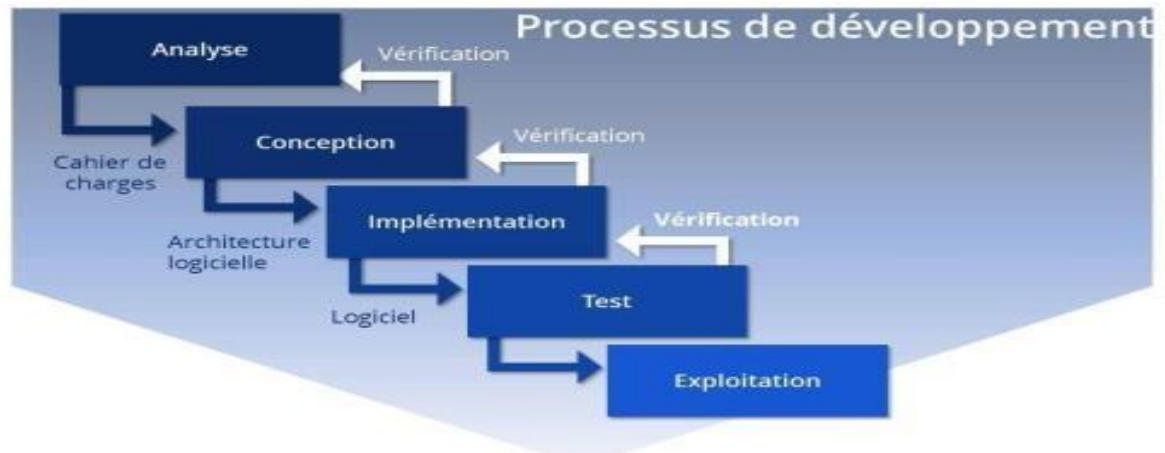 Processus de développement
Analyse
Vérification
Conception
Vérification
Cahier de
charges
Implémentation
Vérification
Architecture
logicielle
Test
Logiciel
Exploitation